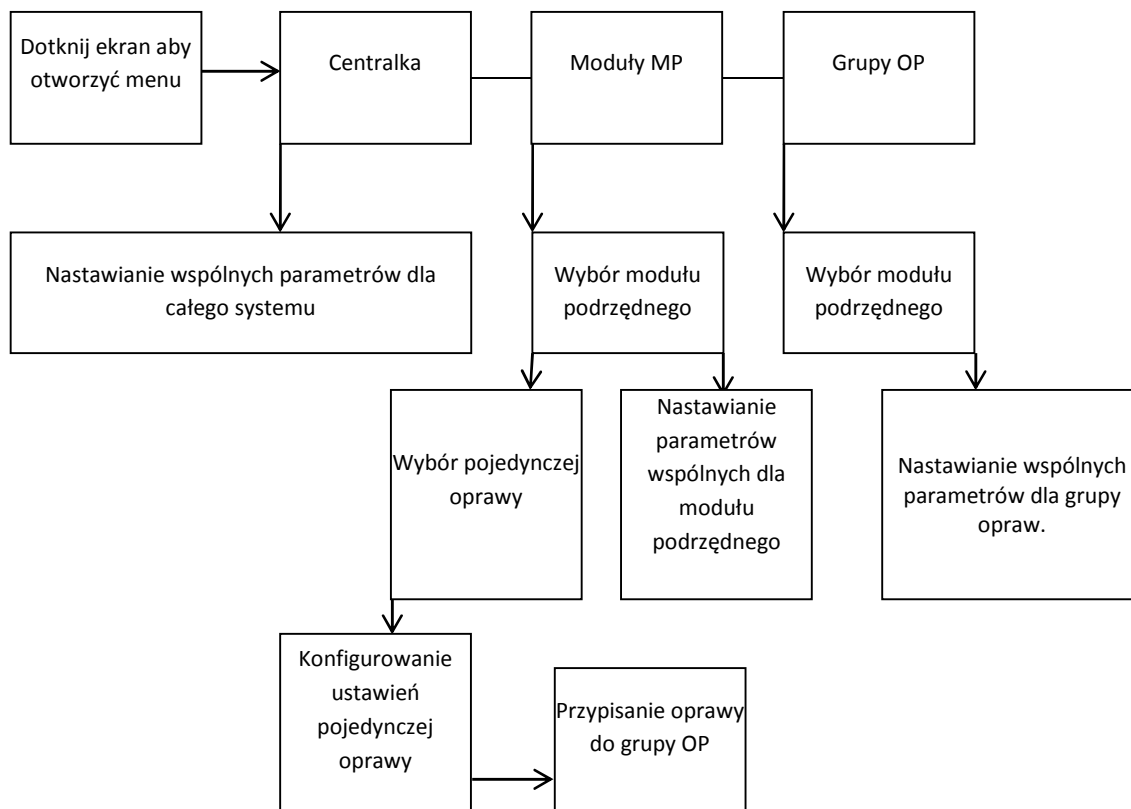 Dotknij ekran aby
otworzyć menu
Centralka
Moduły MP
Grupy OP
Nastawianie wspólnych parametrów dla
całego systemu
Wybór modułu
podrzędnego
Wybór modułu
podrzędnego
Wybór pojedynczej
oprawy
Nastawianie
parametrów
wspólnych dla
modułu
podrzędnego
Nastawianie wspólnych
parametrów dla grupy
opraw.
Konfigurowanie
ustawień
pojedynczej
oprawy
Przypisanie oprawy
do grupy OP